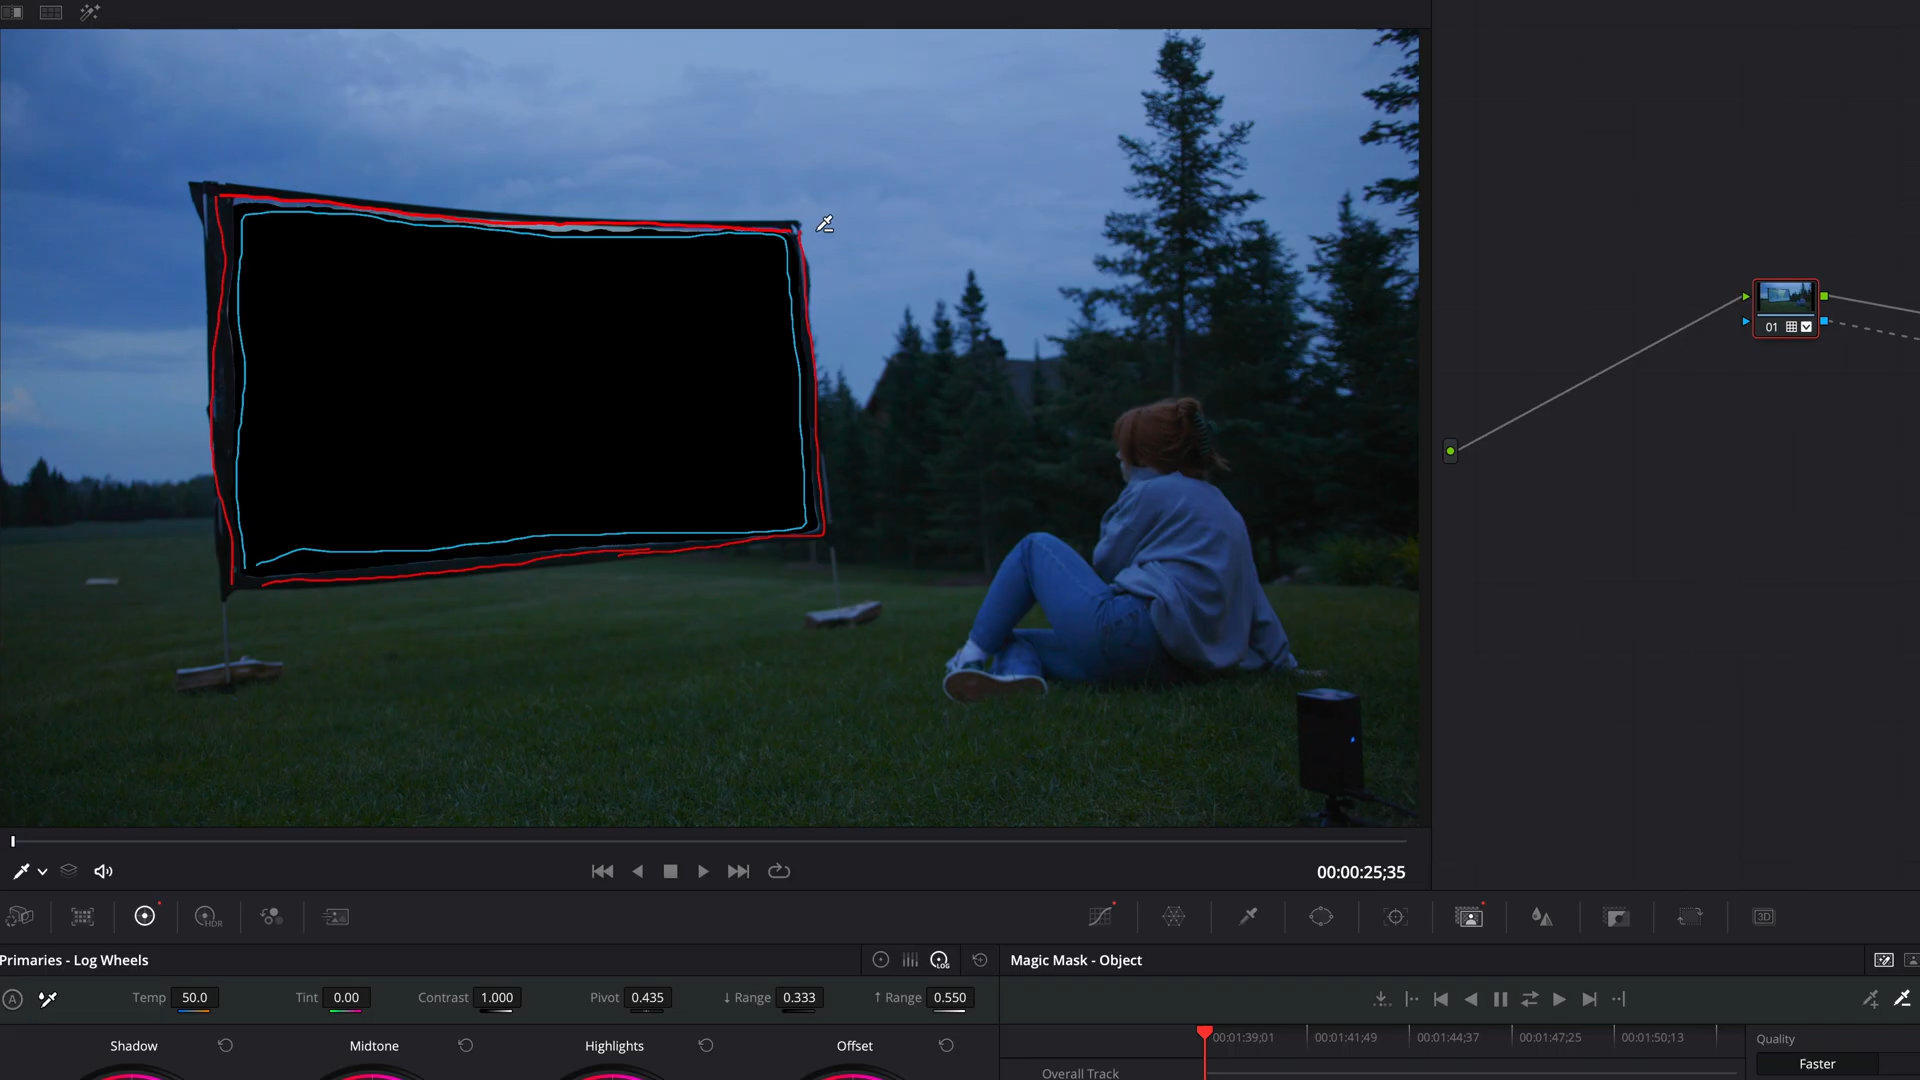 01
00:00:25;35
HDR
3D
Primaries - Log Wheels
LOG
Magic Mask - Object
A
Temp 50.0
Tint 0.00
Contrast 1.000
Pivot 0.435
↓ Range 0.333
↑ Range 0.550
00:01:39;01
00:01:41;49
00:01:44;37
00:01:47;25
00:01:50;13
Quality
Faster
Shadow
Midtone
Highlights
Offset
Overall Track